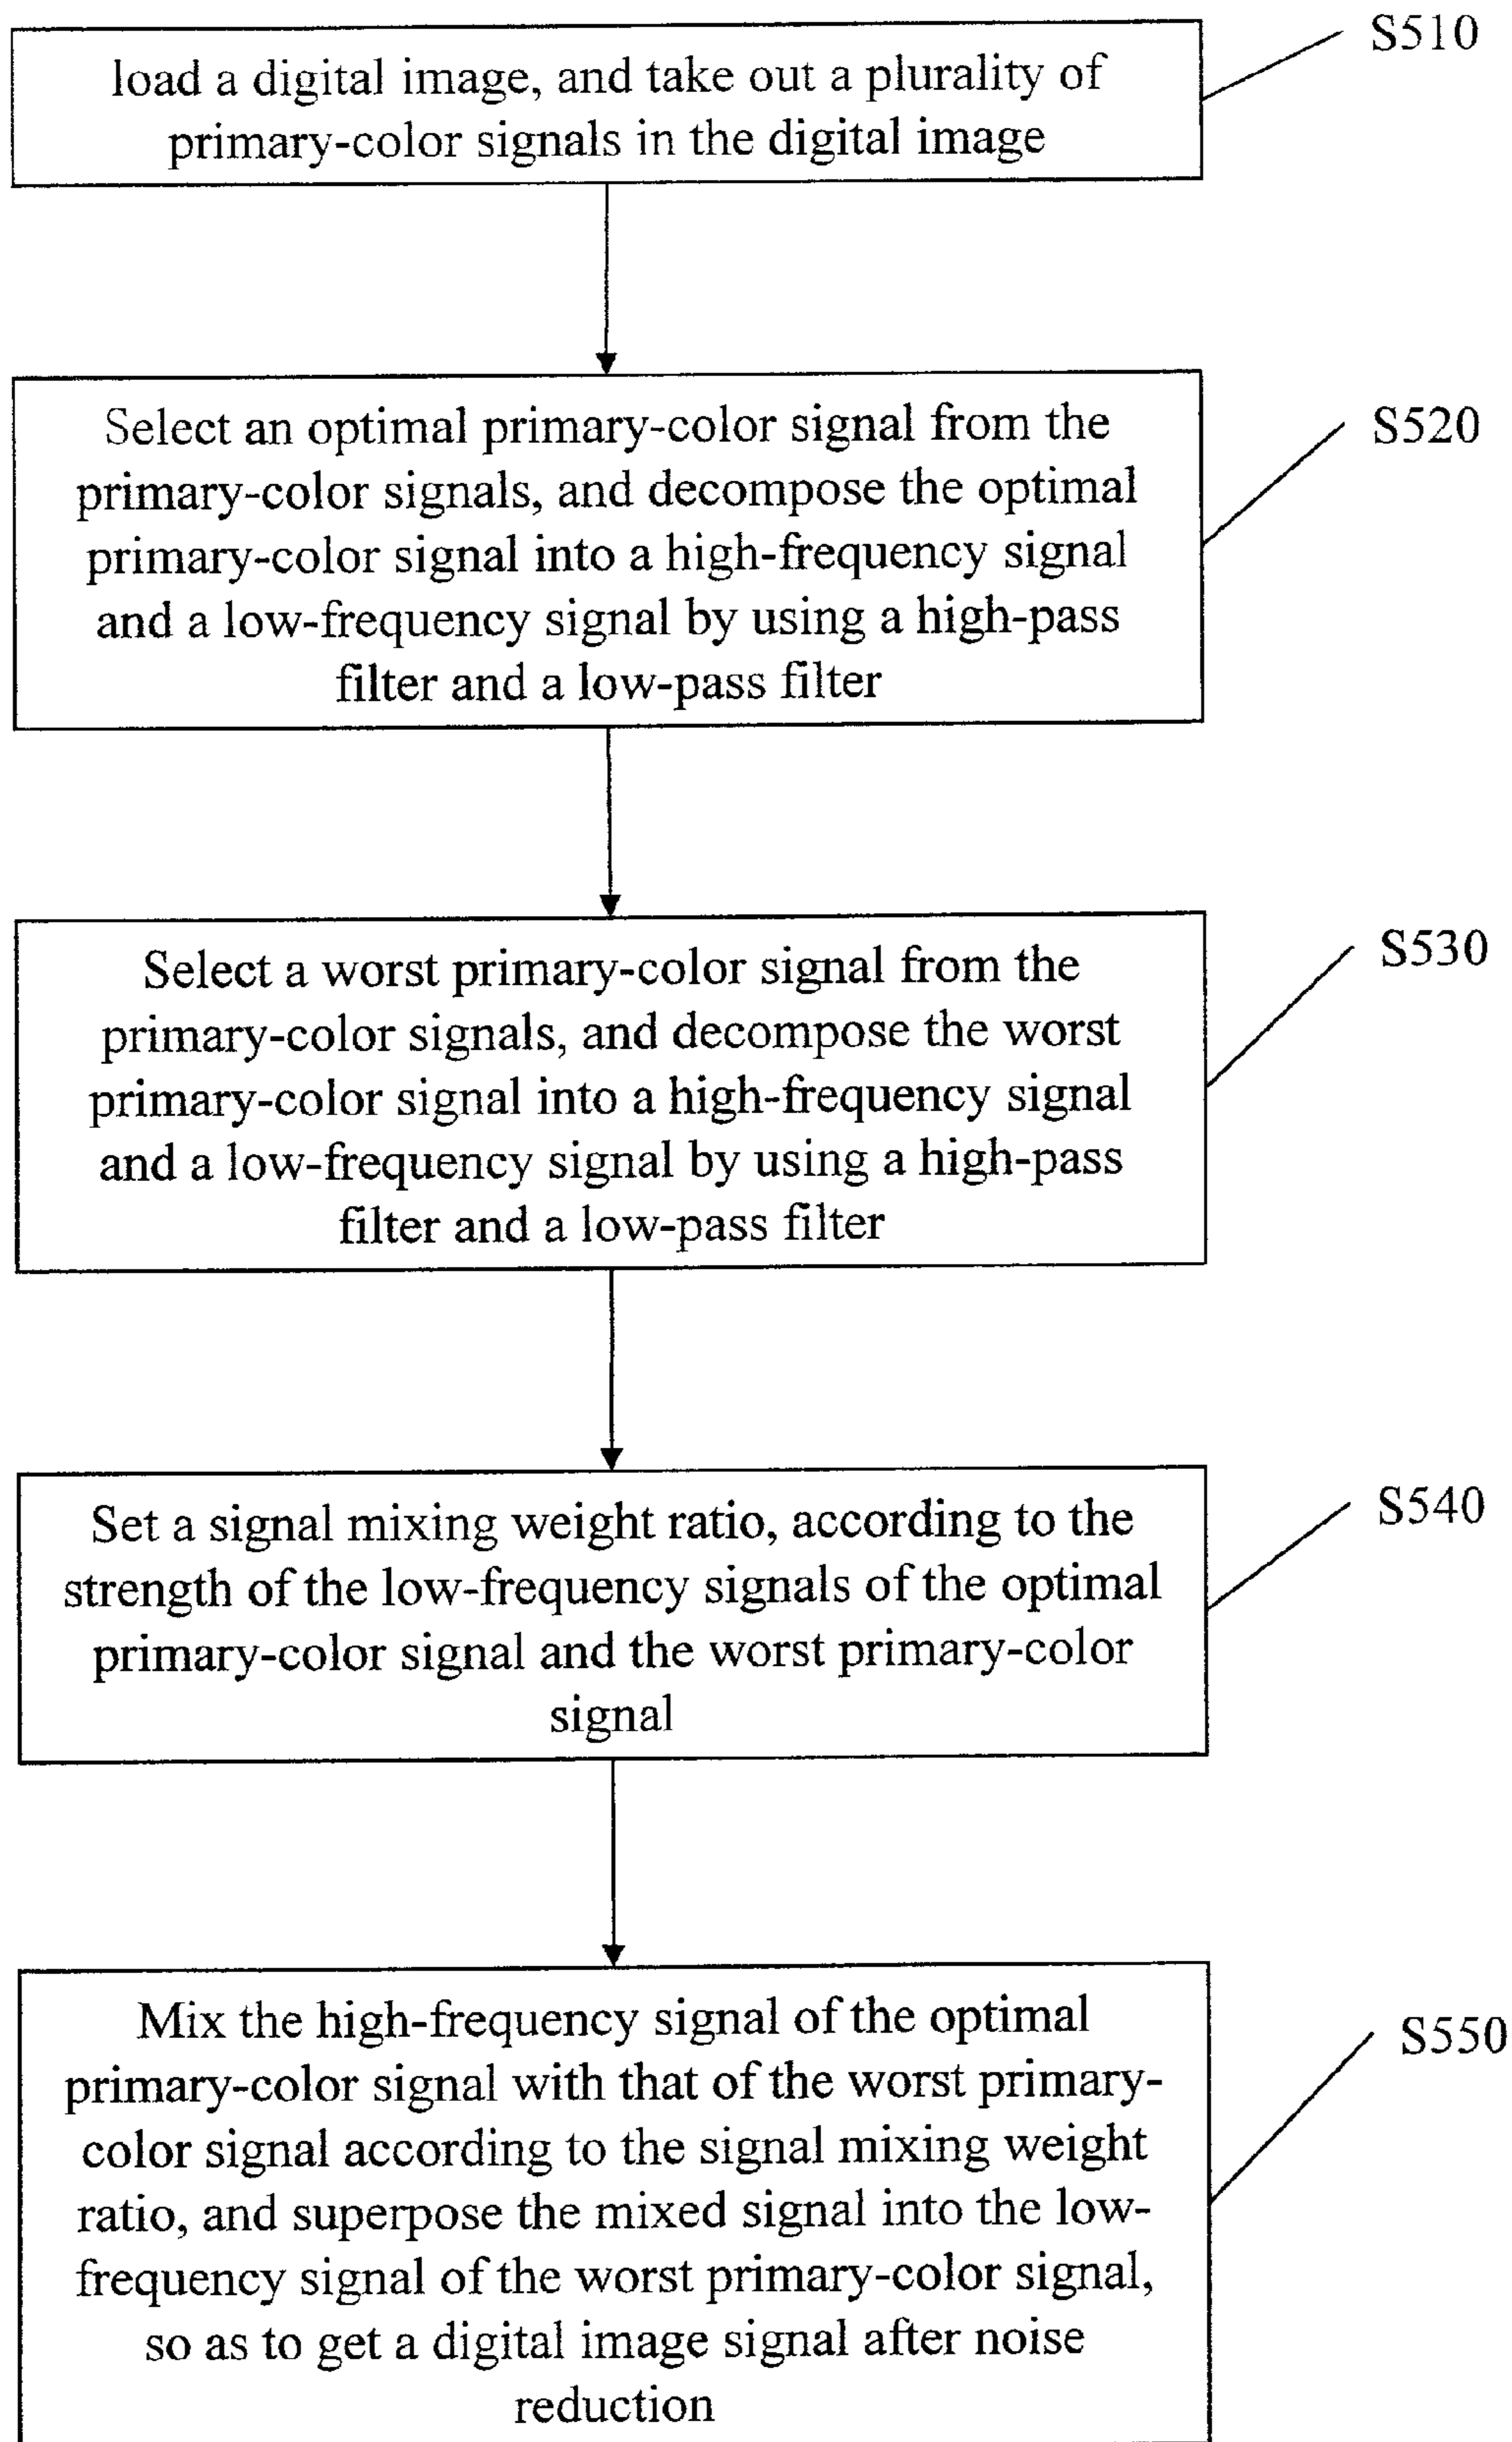 S510
load a digital image, and take out a plurality of
primary-color signals in the digital image
S520
Select an optimal primary-color signal from the
primary-color signals, and decompose the optimal
primary-color signal into a high-frequency signal
and a low-frequency signal by using a high-pass
filter and a low-pass filter
S530
Select a worst primary-color signal from the
primary-color signals, and decompose the worst
primary-color signal into a high-frequency signal
and a low-frequency signal by using a high-pass
filter and a low-pass filter
S540
Set a signal mixing weight ratio, according to the
strength of the low-frequency signals of the optimal
primary-color signal and the worst primary-color
signal
S550
Mix the high-frequency signal of the optimal
primary-color signal with that of the worst primary-
color signal according to the signal mixing weight
ratio, and superpose the mixed signal into the low-
frequency signal of the worst primary-color signal,
so as to get a digital image signal after noise
reduction